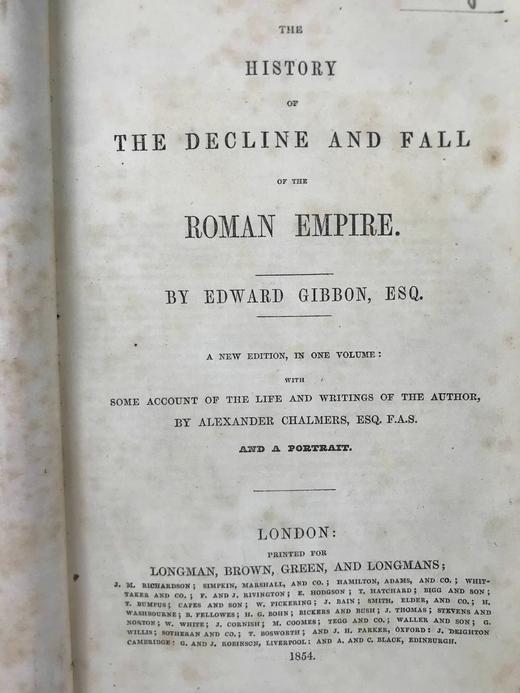 THE
HISTORY
OF
THE DECLINE AND FALL
OF THE
ROMAN EMPIRE.
BY EDWARD GIBBON, ESQ.
A NEW EDITION, IN ONE VOLUME:
WITH
SOME ACCOUNT OF THE LIFE AND WRITINGS OF THE AUTHOR,
BY ALEXANDER CHALMERS, ESQ. F.A.S.
AND A PORTRAIT.
LONDON:
PRINTED FOR
LONGMAN, BROWN, GREEN, AND LONGMANS;
J. M. RICHARDSON; SIMPKIN, MARSHALL, AND CO.; HAMILTON, ADAMS, AND CO.; WHIT-
TAKER AND CO.; F. AND J. RIVINGTON; E. HODGSON; T. HATCHARD; BIGG AND SON;
T. BUMPUS; CAPES AND SON; W. PICKERING; J. BAIN; SMITH, ELDER, AND CO.; H.
WASHBOURNE; B. FELLOWES; H. G. BOHN; BICKERS AND BUSH; J. THOMAS; STEVENS AND
NORTON; W. WHITE; J. CORNISH; M. COOMES; TEGG AND CO.; WALLER AND SON; G.
WILLIS; SOTHERAN AND CO.; T. BOSWORTH; AND J. H. PARKER, OXFORD: J. DEIGHTON
CAMBRIDGE: G. AND J. ROBINSON, LIVERPOOL: AND A. AND C. BLACK, EDINBURGH.
1854.